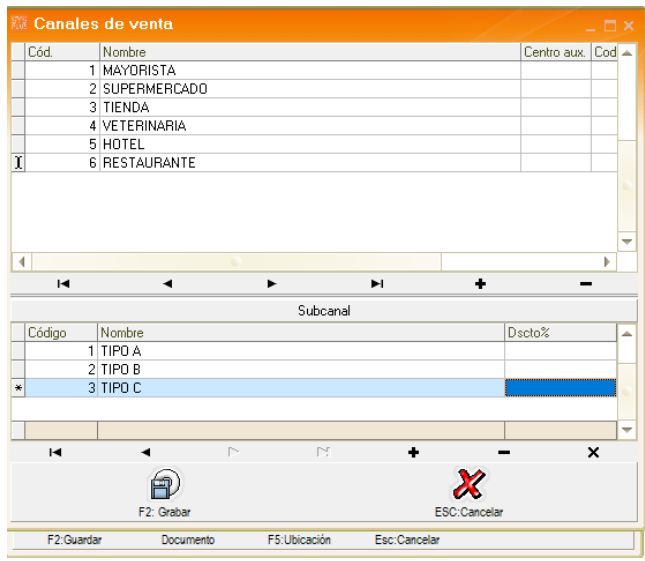 Canales de venta
Cód. Nombre Centro aux. Cod
1 MAYORISTA
2 SUPERMERCADO
3 TIENDA
4 VETERINARIA
5 HOTEL
6 RESTAURANTE
Subcanal
Código Nombre Dscto%
1 TIPO A
2 TIPO B
* 3 TIPO C
F2: Grabar ESC:Cancelar
F2:Guardar Documento F5:Ubicación Esc:Cancelar